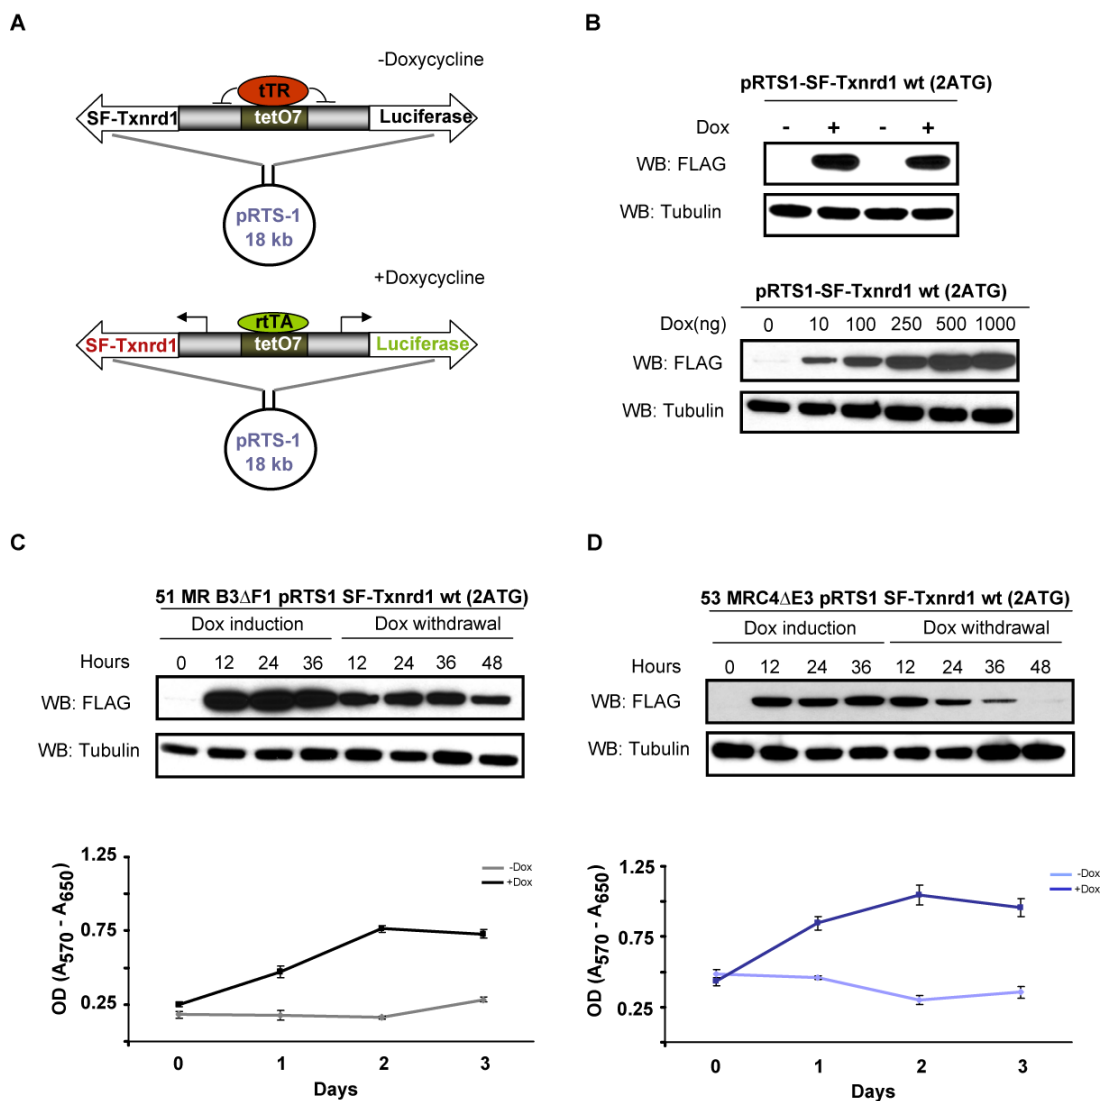 A
-Doxycycline
tTR
SF-Txnrd1 tetO7 Luciferase
pRTS-1
18 kb
+Doxycycline
rtTA
SF-Txnrd1 tetO7 Luciferase
pRTS-1
18 kb
B
pRTS1-SF-Txnrd1 wt (2ATG)
Dox - + - +
WB: FLAG
WB: Tubulin
pRTS1-SF-Txnrd1 wt (2ATG)
Dox(ng) 0 10 100 250 500 1000
WB: FLAG
WB: Tubulin
C
51 MR B3ΔF1 pRTS1 SF-Txnrd1 wt (2ATG)
Dox induction Dox withdrawal
Hours 0 12 24 36 12 24 36 48
WB: FLAG
WB: Tubulin
1.25
0.75
0.25
OD (A570 - A650)
-Dox
+Dox
0 1 2 3
Days
D
53 MRC4ΔE3 pRTS1 SF-Txnrd1 wt (2ATG)
Dox induction Dox withdrawal
Hours 0 12 24 36 12 24 36 48
WB: FLAG
WB: Tubulin
1.25
0.75
0.25
OD (A570 - A650)
-Dox
+Dox
0 1 2 3
Days